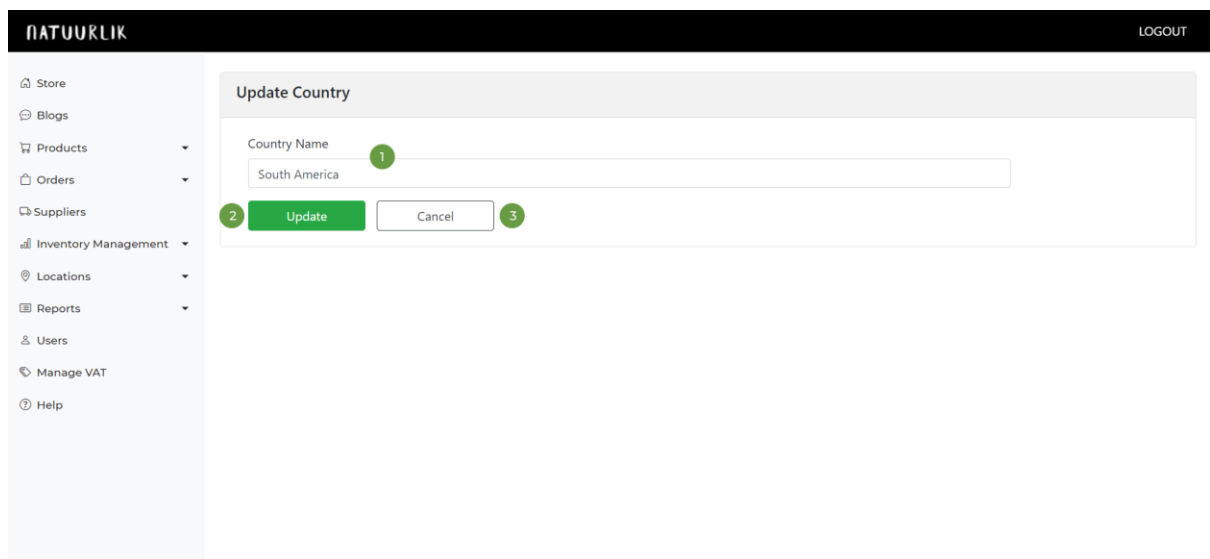 NATUURLIK
LOGOUT
Store
Blogs
Products
Orders
Suppliers
Inventory Management
Locations
Reports
Users
Manage VAT
Help
Update Country
Country Name
1
South America
2
Update
Cancel
3